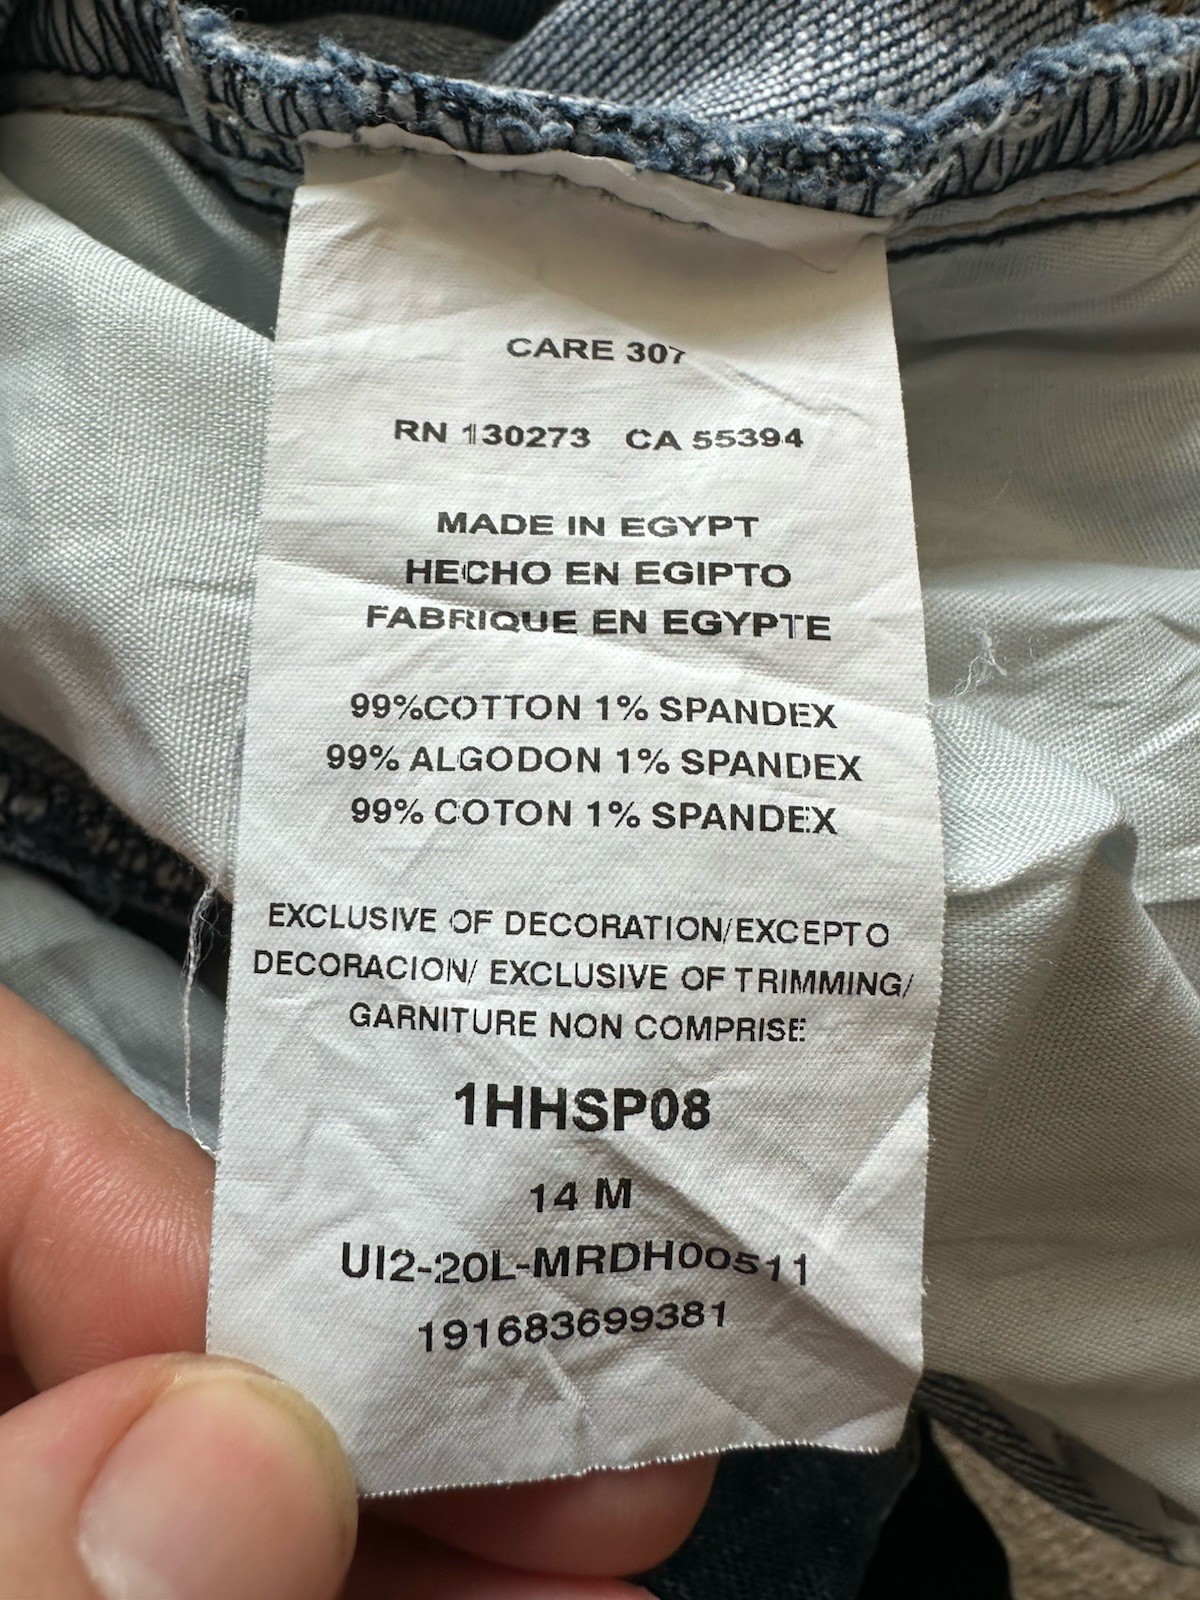 CARE 307
RN 130273 CA 55394
MADE IN EGYPT
HECHO EN EGIPTO
FABRIQUE EN EGYPTE
99%COTTON 1% SPANDEX
99% ALGODON 1% SPANDEX
99% COTON 1% SPANDEX
EXCLUSIVE OF DECORATION/EXCEPTO
DECORACION/ EXCLUSIVE OF TRIMMING/
GARNITURE NON COMPRISE
1HHSP08
14 M
UI2-20L-MRDH00511
191683699381